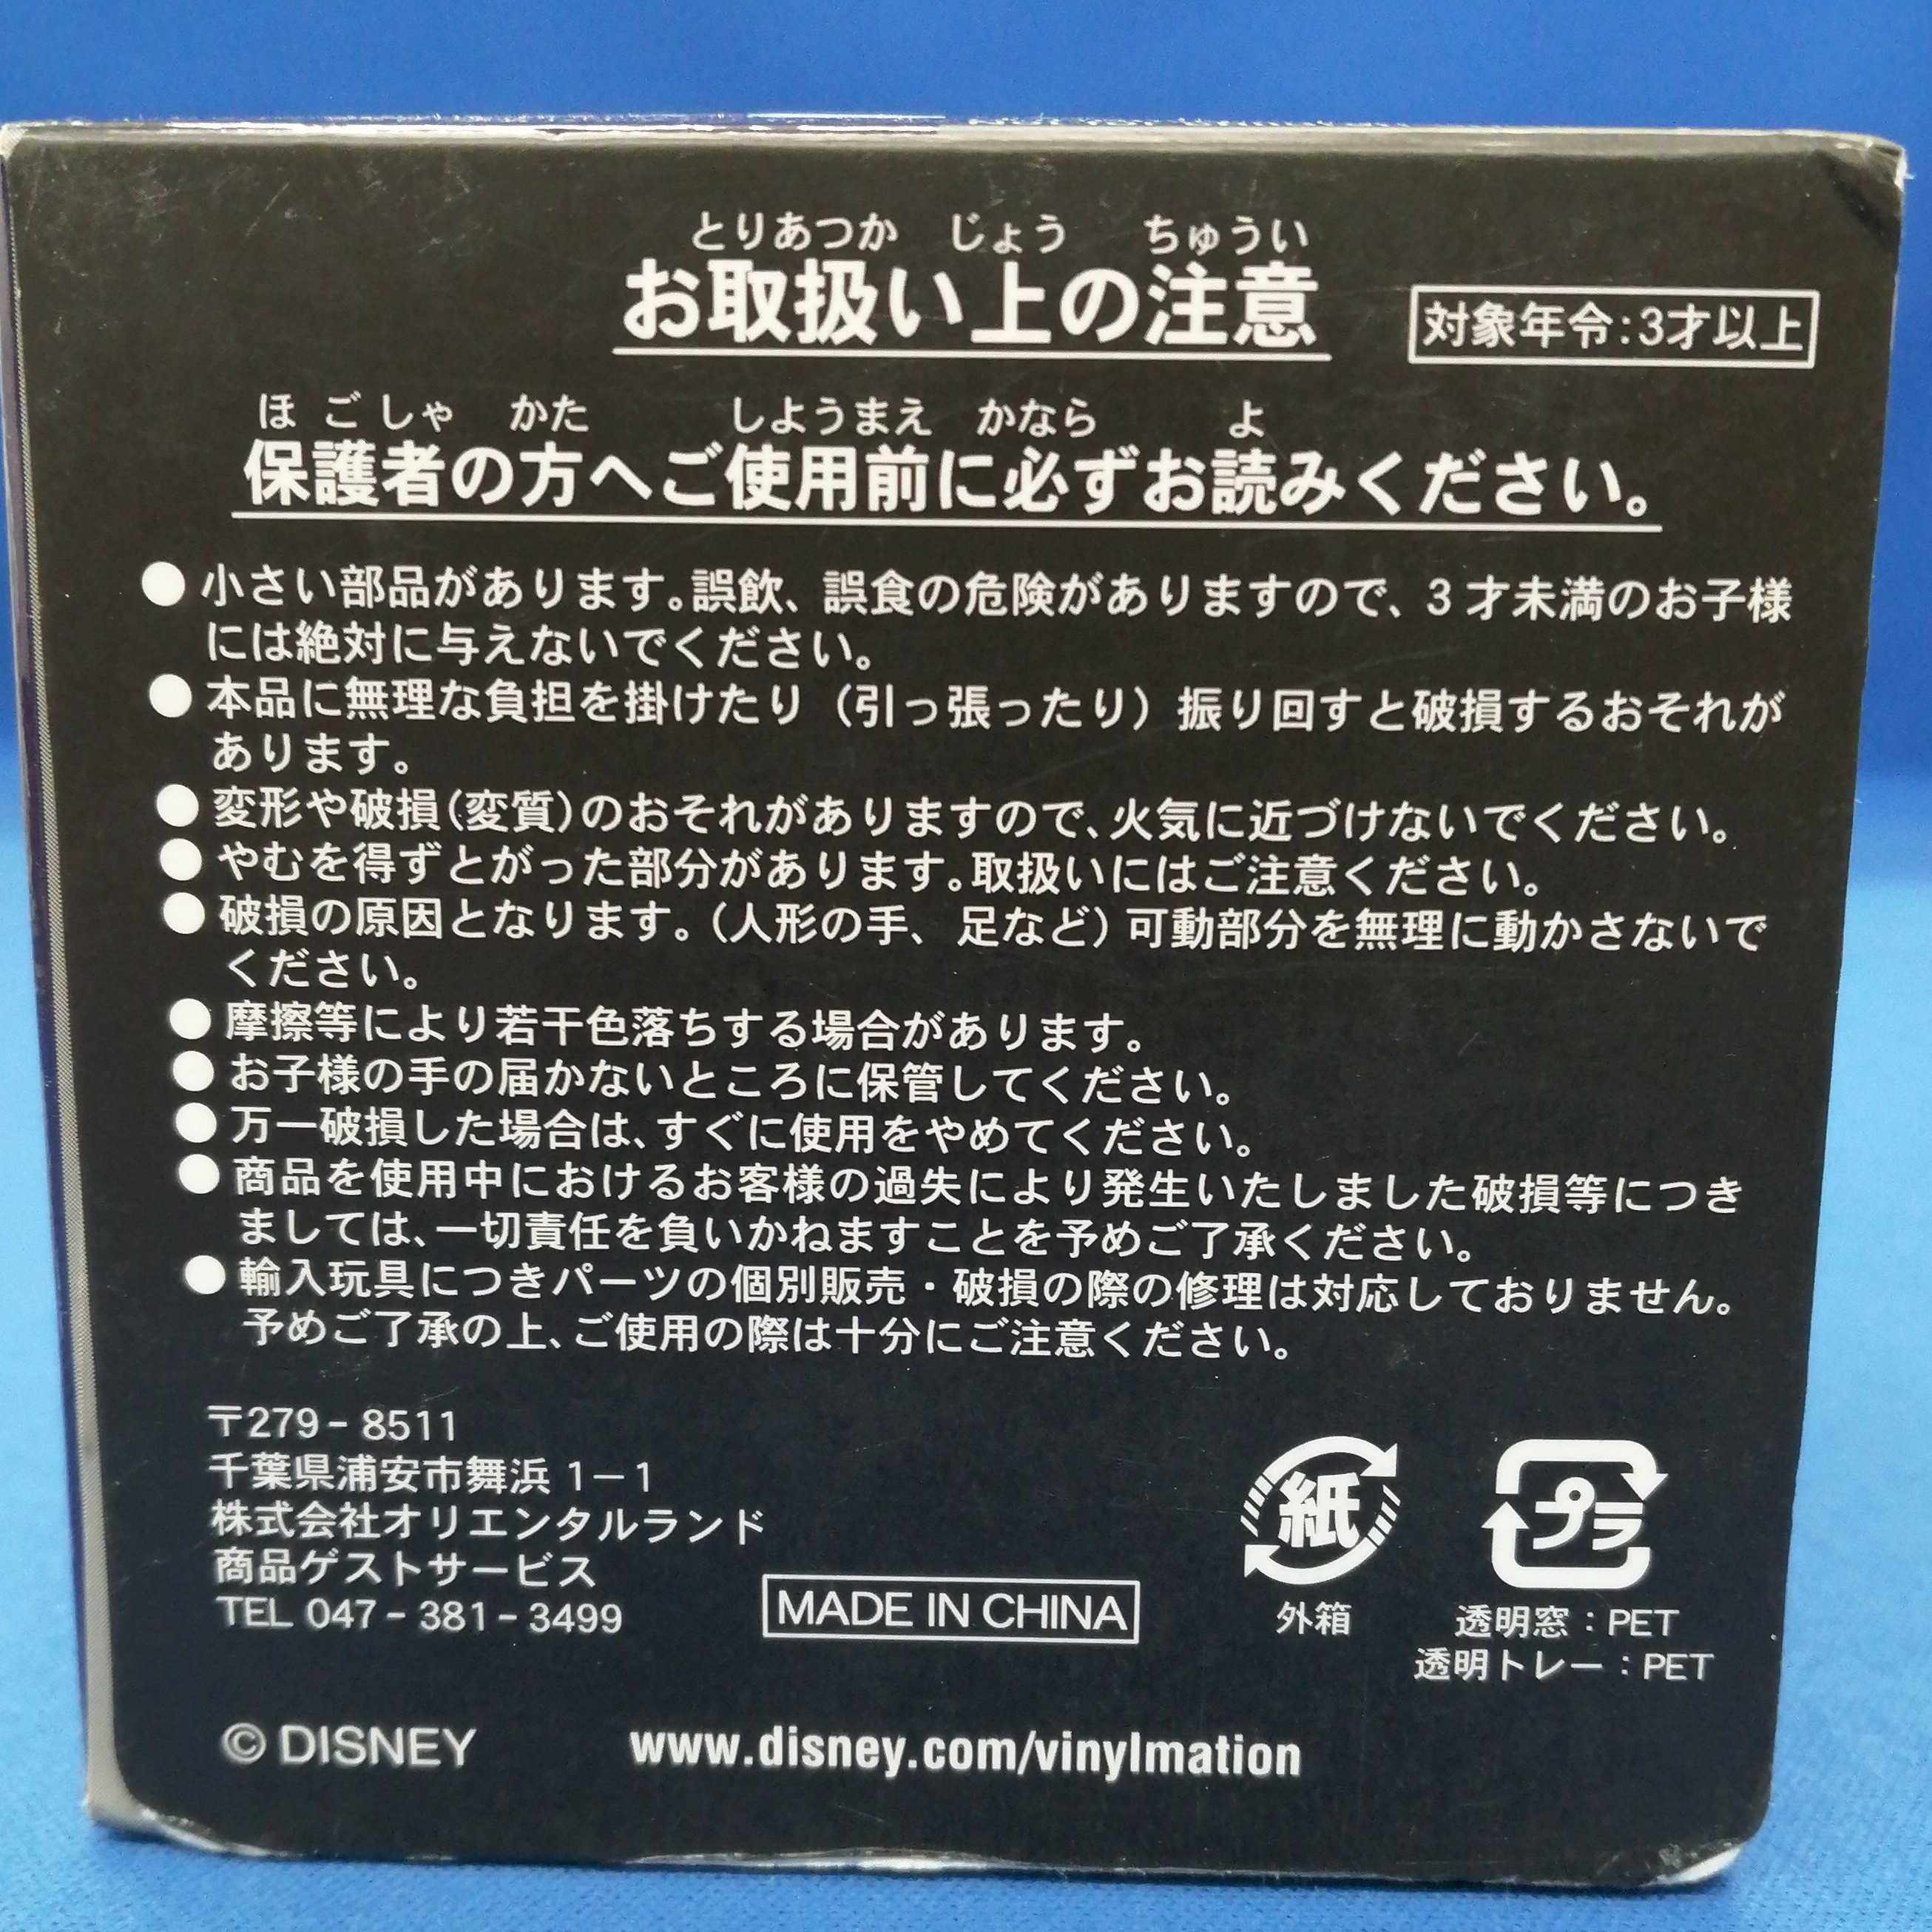 とりあつか じょう ちゅうい
お取扱い上の注意
対象年令:3才以上
ほごしゃ かた しようまえ かなら よ
保護者の方へご使用前に必ずお読みください。
●小さい部品があります。誤飲、誤食の危険がありますので、3才未満のお子様
には絶対に与えないでください。
●本品に無理な負担を掛けたり(引っ張ったり)振り回すと破損するおそれが
あります。
●変形や破損(変質)のおそれがありますので、火気に近づけないでください。
●やむを得ずとがった部分があります。取扱いにはご注意ください。
●破損の原因となります。(人形の手、足など)可動部分を無理に動かさないで
ください。
●摩擦等により若干色落ちする場合があります。
●お子様の手の届かないところに保管してください。
●万一破損した場合は、すぐに使用をやめてください。
●商品を使用中におけるお客様の過失により発生いたしました破損等につき
ましては、一切責任を負いかねますことを予めご了承ください。
●輸入玩具につきパーツの個別販売・破損の際の修理は対応しておりません。
予めご了承の上、ご使用の際は十分にご注意ください。
〒279-8511
千葉県浦安市舞浜 1-1
株式会社オリエンタルランド
商品ゲストサービス
TEL 047-381-3499
MADE IN CHINA
紙
外箱
プラ
透明窓:PET
透明トレー:PET
© DISNEY
www.disney.com/vinylmation